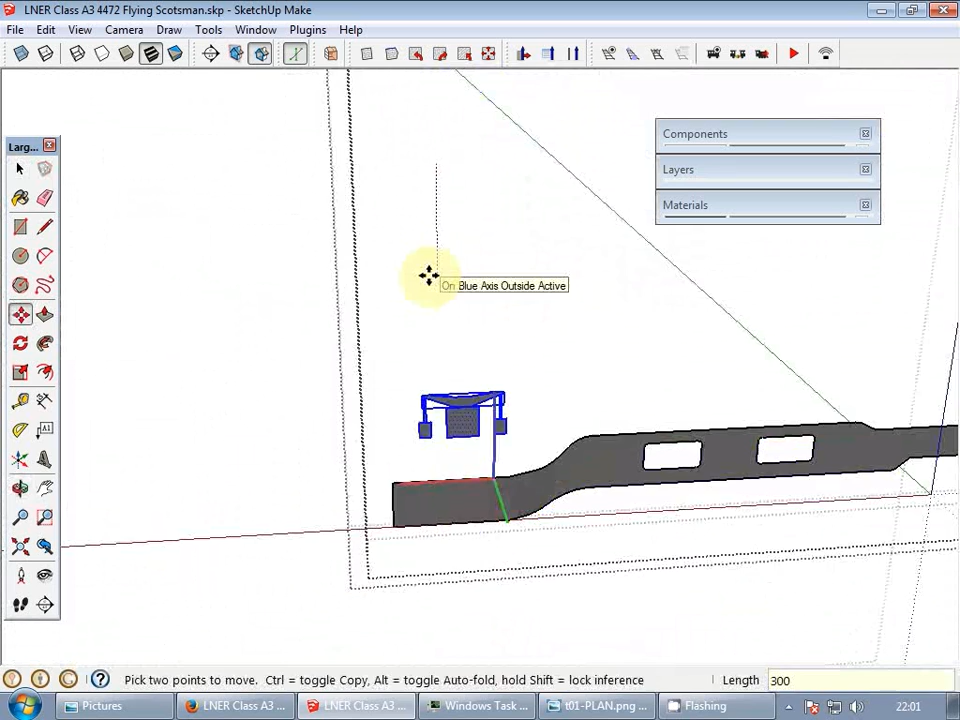 LNER Class A3 4472 Flying Scotsman.skp - SketchUp Make
File Edit View Camera Draw Tools Window Plugins Help
Larg...
Components
Layers
Materials
On Blue Axis Outside Active
A1
Pick two points to move. Ctrl = toggle Copy, Alt = toggle Auto-fold, hold Shift = lock inference
Length 300
Pictures
LNER Class A3 ...
LNER Class A3 ...
Windows Task ...
t01-PLAN.png ...
Flashing
22:01